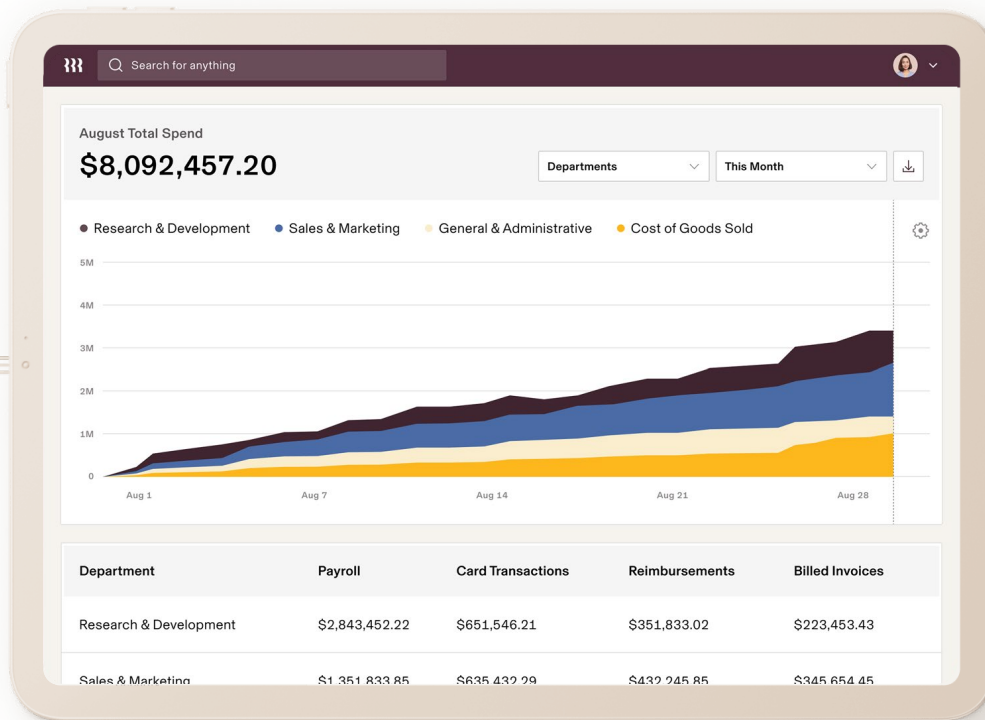 Search for anything
August Total Spend
$8,092,457.20
Departments
This Month
Research & Development
Sales & Marketing
General & Administrative
Cost of Goods Sold
5M
4M
3M
2M
1M
0
Aug 1 Aug 7 Aug 14 Aug 21 Aug 28
Department Payroll Card Transactions Reimbursements Billed Invoices
Research & Development $2,843,452.22 $651,546.21 $351,833.02 $223,453.43
Sales & Marketing $1,351,833.85 $635,432.29 $432,245.85 $345,654.45